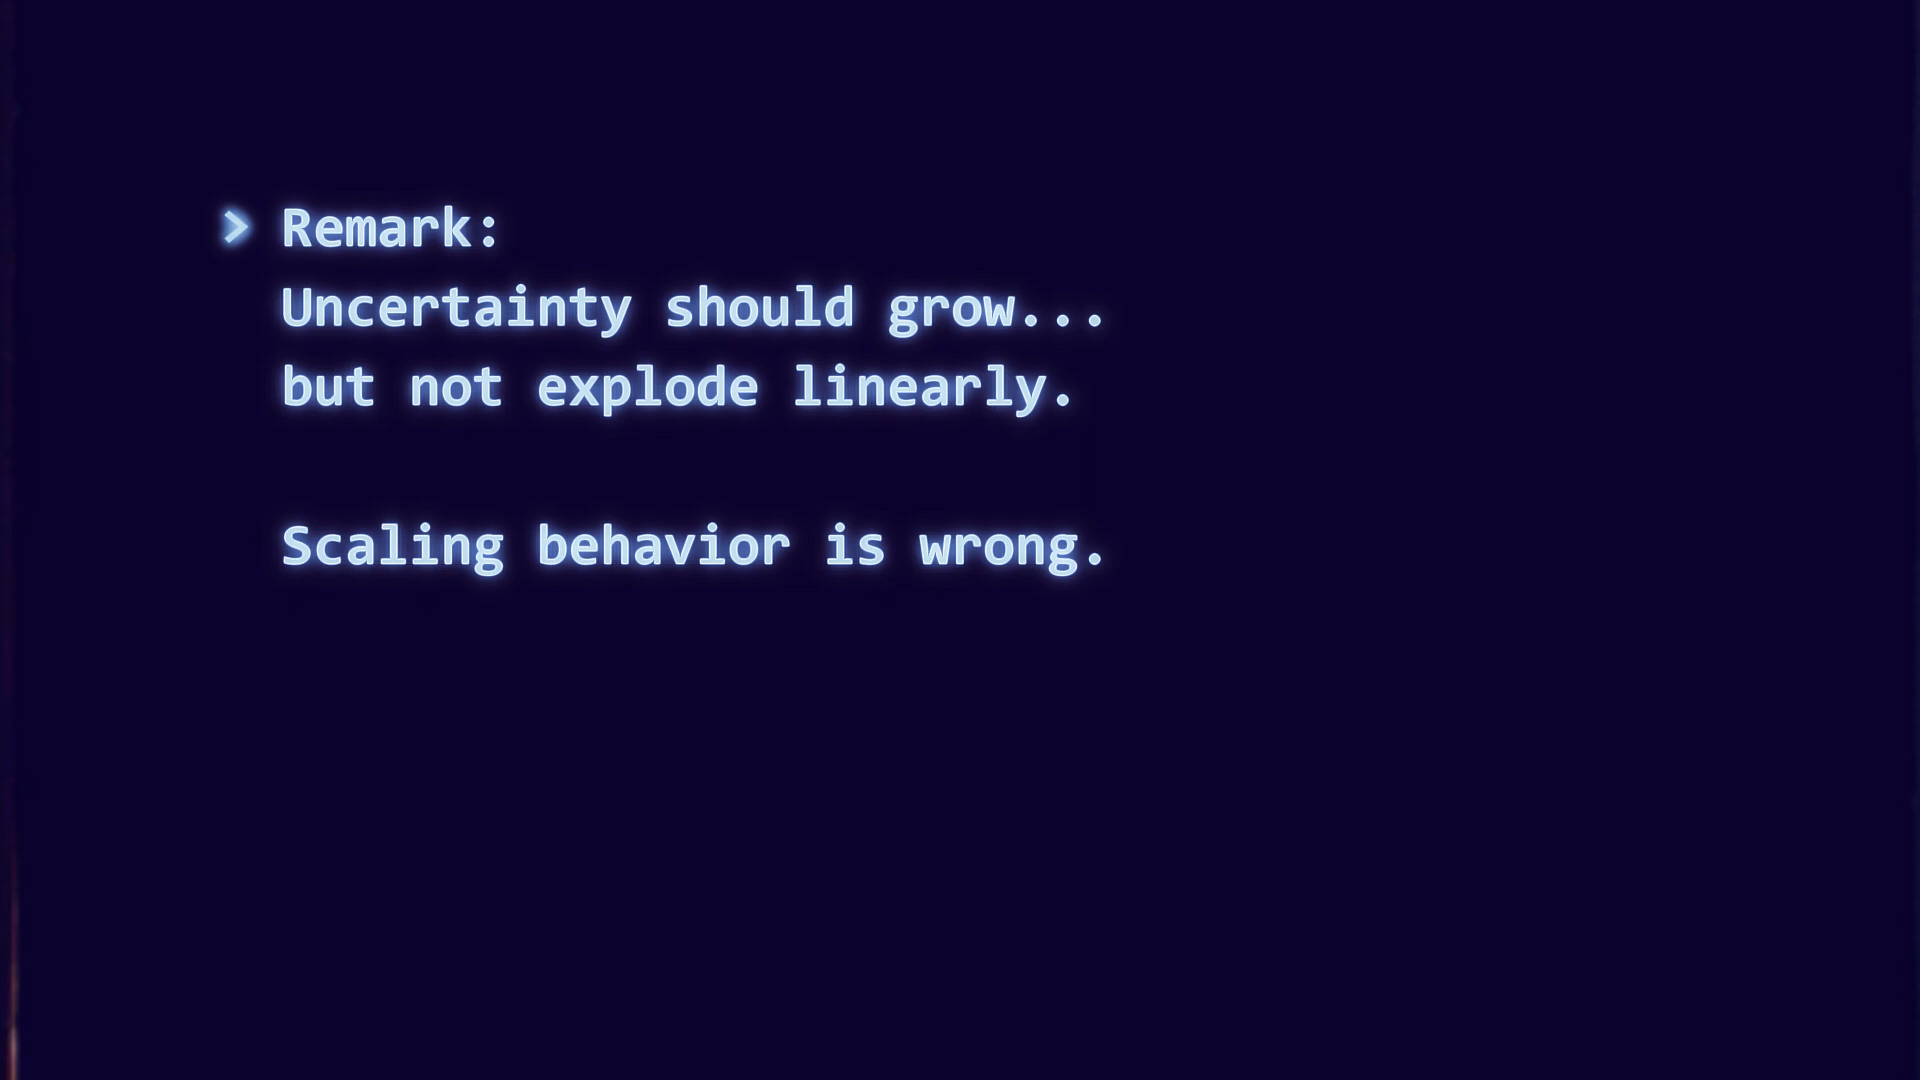 > Remark:
Uncertainty should grow...
but not explode linearly.
Scaling behavior is wrong.